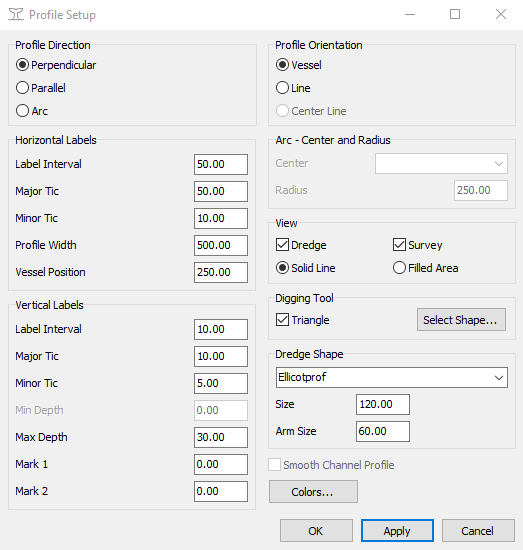 Profile Setup
Profile Direction
Perpendicular
Parallel
Arc
Profile Orientation
Vessel
Line
Center Line
Horizontal Labels
Label Interval 50.00
Major Tic 50.00
Minor Tic 10.00
Profile Width 500.00
Vessel Position 250.00
Arc - Center and Radius
Center
Radius 250.00
View
Dredge Survey
Solid Line Filled Area
Vertical Labels
Label Interval 10.00
Major Tic 10.00
Minor Tic 5.00
Min Depth 0.00
Max Depth 30.00
Mark 1 0.00
Mark 2 0.00
Digging Tool
Triangle Select Shape...
Dredge Shape
Ellicotprof
Size 120.00
Arm Size 60.00
Smooth Channel Profile
Colors...
OK Apply Cancel